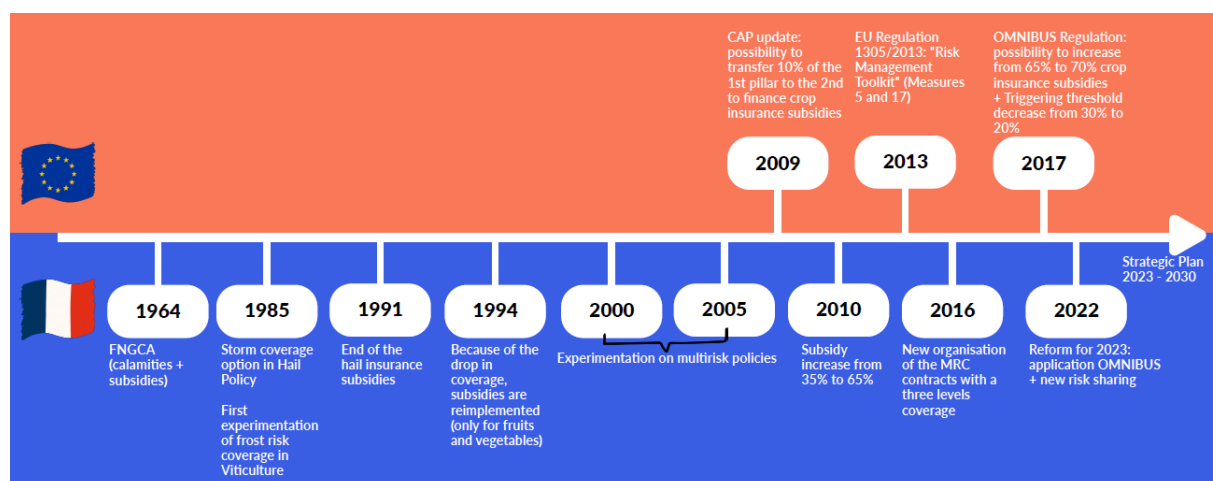 CAP update:
possibility to
transfer 10% of the
1st pillar to the 2nd
to finance crop
insurance subsidies
EU Regulation
1305/2013: "Risk
Management
Toolkit" (Measures
5 and 17)
OMNIBUS Regulation:
possibility to increase
from 65% to 70% crop
insurance subsidies
+ Triggering threshold
decrease from 30% to
20%
2009
2013
2017
Strategic Plan
2023 - 2030
1964
1985
1991
1994
2000
2005
2010
2016
2022
FNGCA
(calamities +
subsidies)
Storm coverage
option in Hail
Policy
First
experimentation
of frost risk
coverage in
Viticulture
End of the
hail insurance
subsidies
Because of the
drop in
coverage,
subsidies are
reimplemented
(only for fruits
and vegetables)
Experimentation on multirisk policies
Subsidy
increase from
35% to 65%
New organisation
of the MRC
contracts with a
three levels
coverage
Reform for 2023:
application OMNIBUS
+ new risk sharing